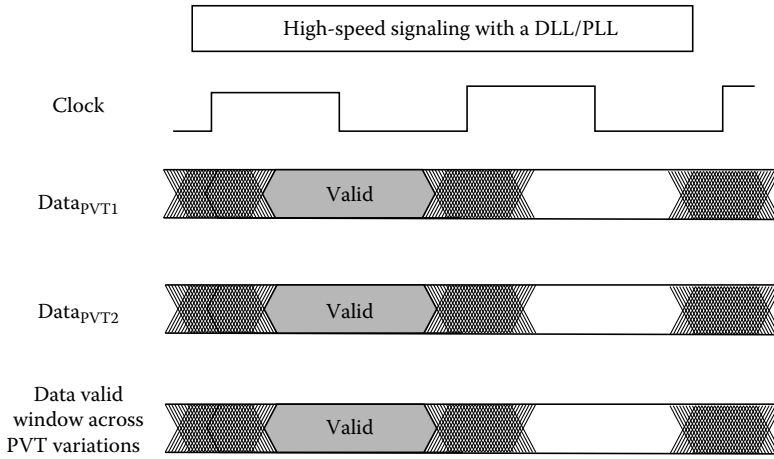 High-speed signaling with a DLL/PLL
Clock
DataPVT1
Valid
DataPVT2
Valid
Data valid
window across
PVT variations
Valid